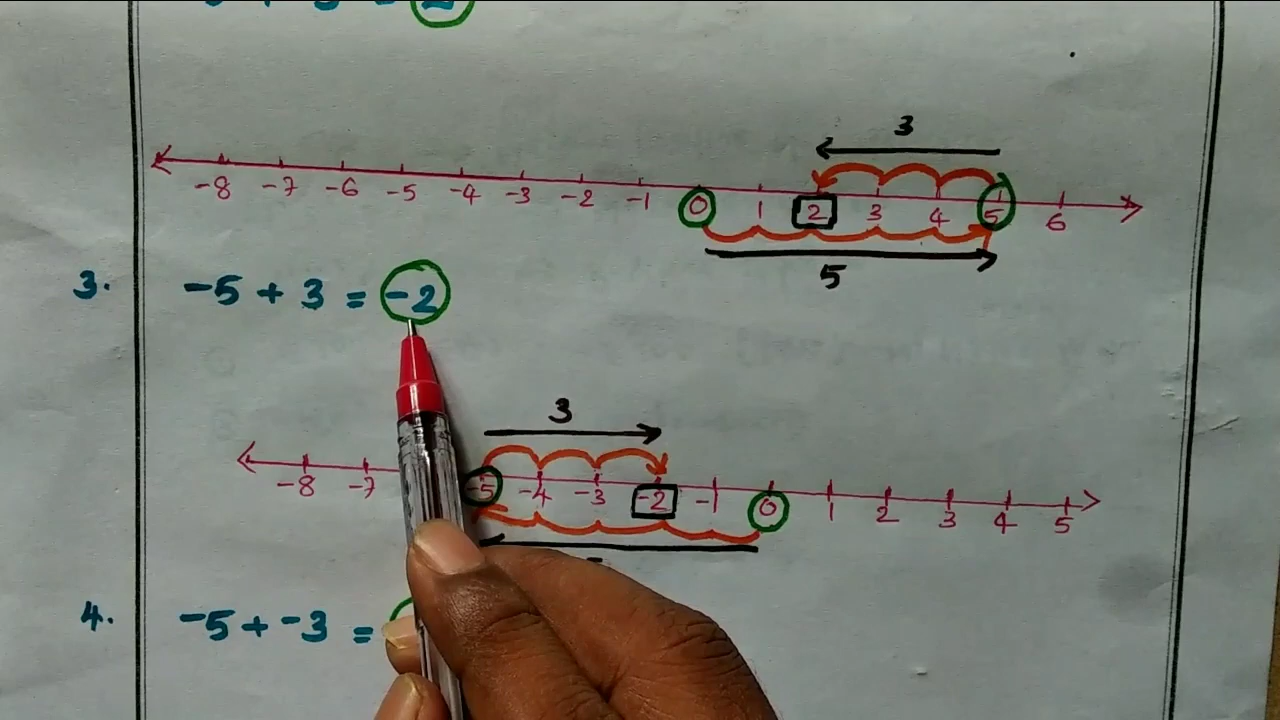 3
-8 -7 -6 -5 -4 -3 -2 -1 0 1 2 3 4 5 6
5
3. -5 + 3 = -2
3
-8 -7 -5 -4 -3 -2 -1 0 1 2 3 4 5
4. -5 + -3 =